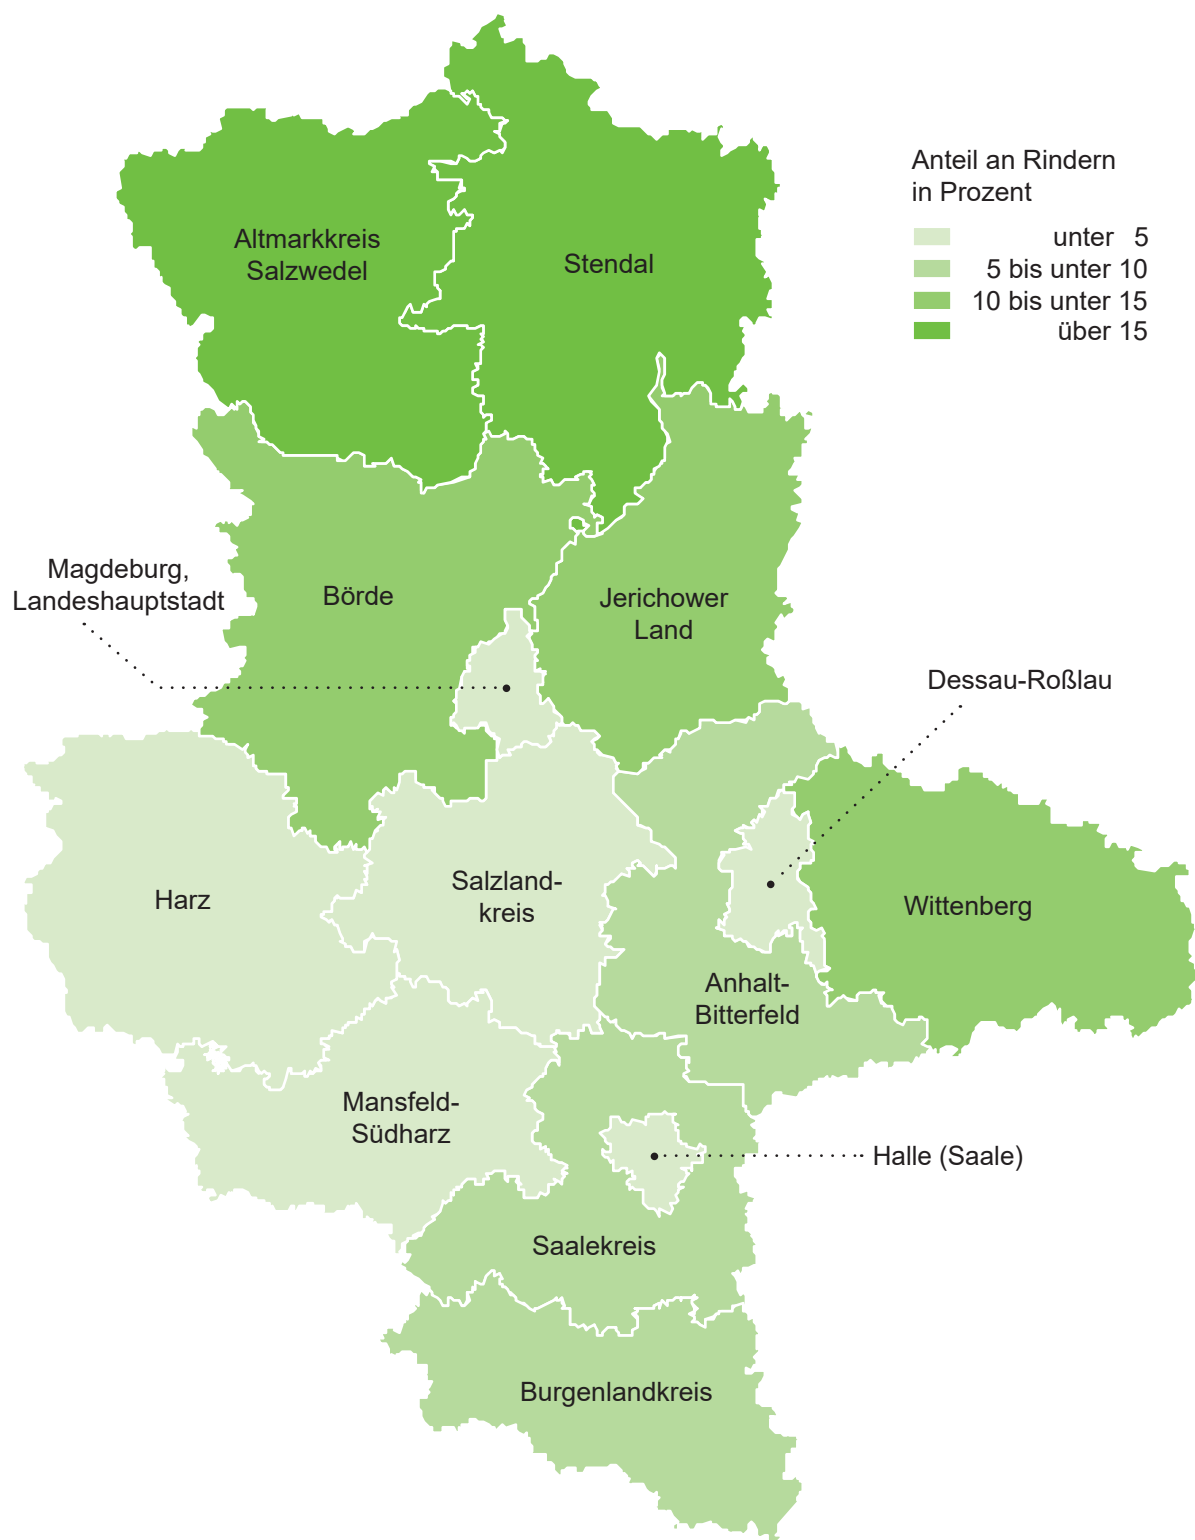 Anteil an Rindern
in Prozent
unter 5
5 bis unter 10
10 bis unter 15
über 15
Altmarkkreis
Salzwedel
Stendal
Magdeburg,
Landeshauptstadt
Börde
Jerichower
Land
Dessau-Roßlau
Harz
Salzland-
kreis
Wittenberg
Anhalt-
Bitterfeld
Mansfeld-
Südharz
Halle (Saale)
Saalekreis
Burgenlandkreis